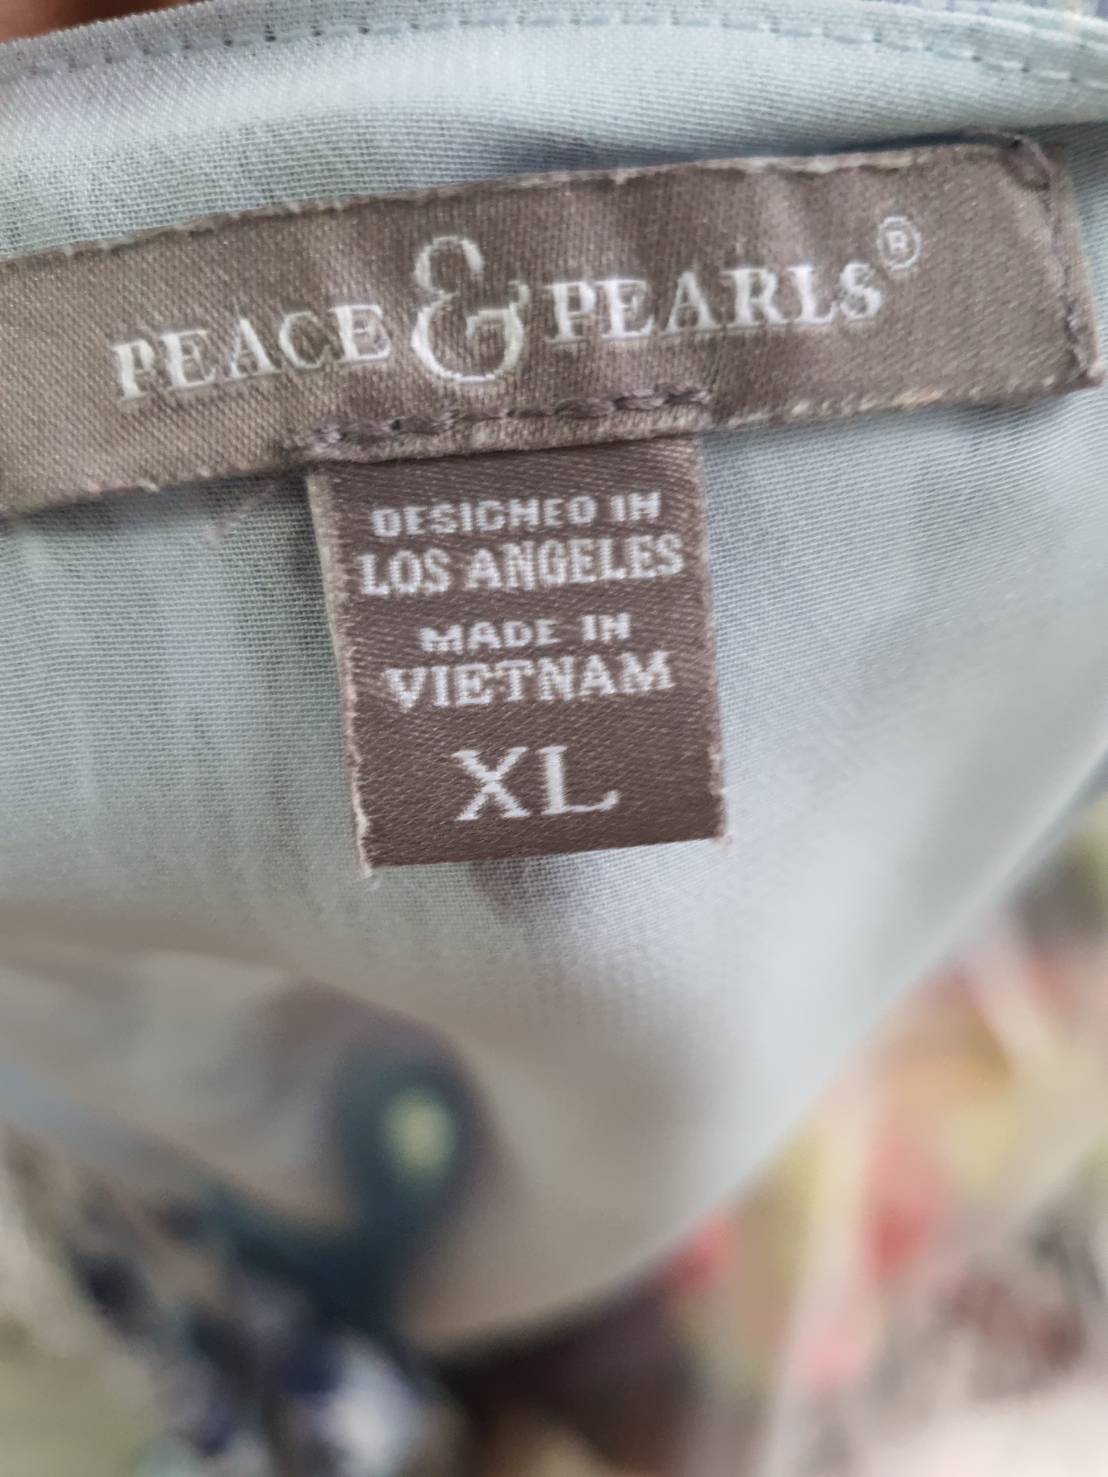 PEACE & PEARLS®
DESIGNED IN
LOS ANGELES
MADE IN
VIETNAM
XL